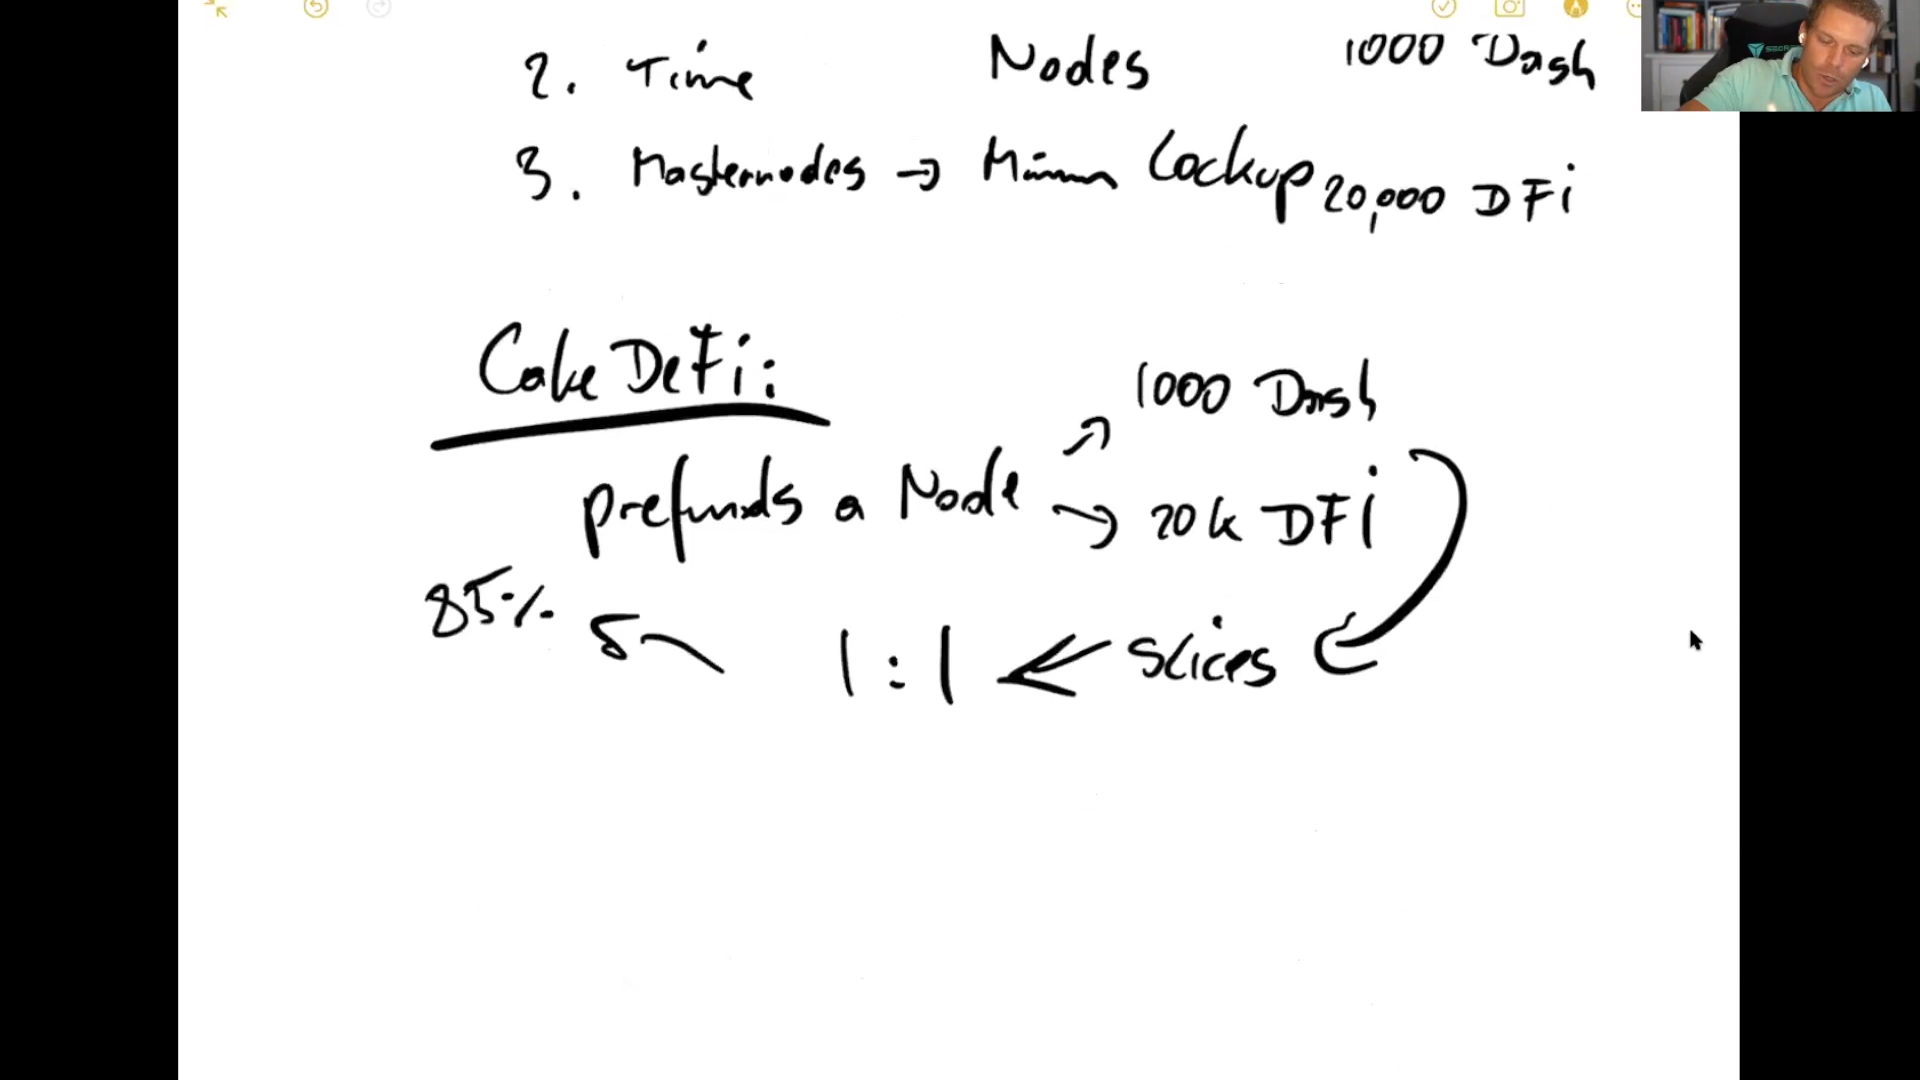 2. Time Nodes 1000 Dash
3. Masternodes → Lockup 20,000 DFi
Cake DeFi:
1000 Dash
prefunds a Node → 20k DFi
85% 1:1 ← Slices